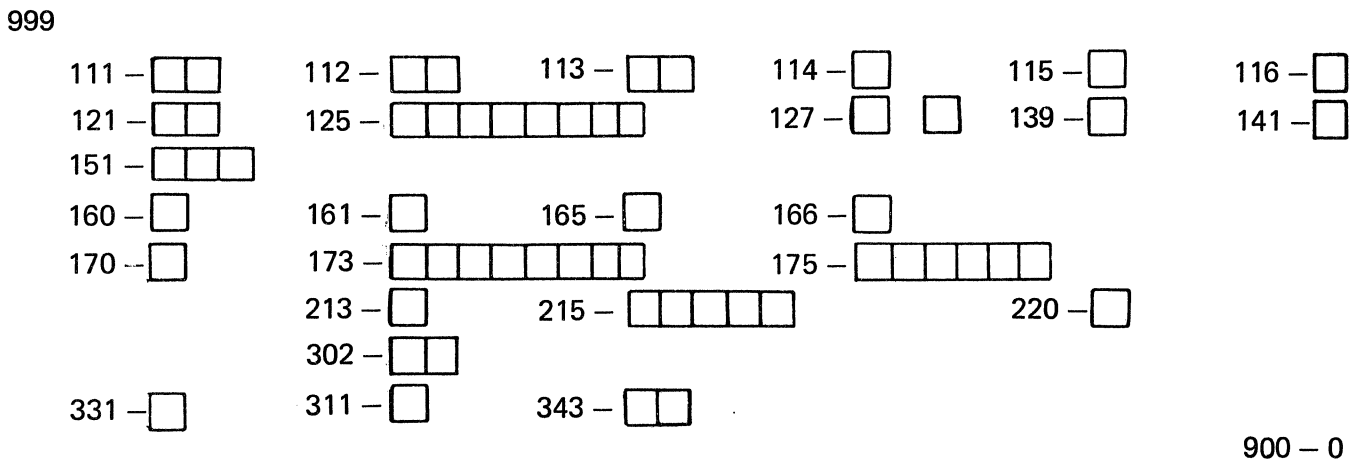 999
111 – 112 – 113 – 114 – 115 – 116 –
121 – 125 – 127 – 139 – 141 –
151 –
160 – 161 – 165 – 166 –
170 – 173 – 175 –
213 – 215 – 220 –
302 –
331 – 311 – 343 –
900 – 0